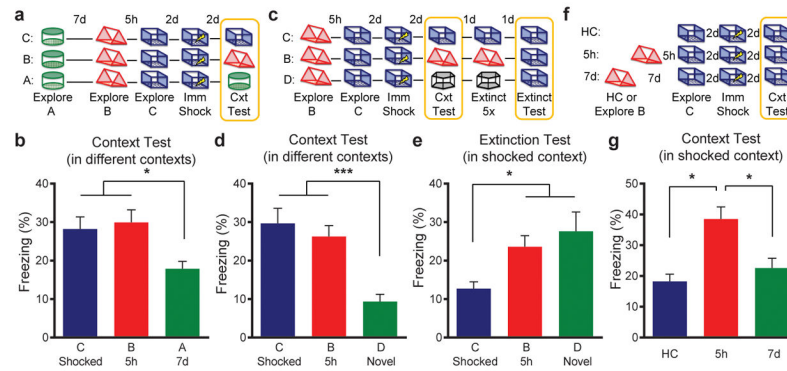 a
7d 5h 2d 2d
C:
B:
A:
Explore A
Explore B
Explore C
Imm Shock
Cxt Test
c
5h 2d 2d 1d 1d
C:
B:
D:
Explore B
Explore C
Imm Shock
Cxt Test
Extinct 5x
Extinct Test
f
HC: 2d 2d
5h: 5h 2d 2d
7d: 7d 2d 2d
HC or Explore B
Explore C
Imm Shock
Cxt Test
b
Context Test
(in different contexts)
*
Freezing (%)
40
30
20
10
0
C B A
Shocked 5h 7d
d
Context Test
(in different contexts)
***
Freezing (%)
40
30
20
10
0
C B D
Shocked 5h Novel
e
Extinction Test
(in shocked context)
*
Freezing (%)
40
30
20
10
0
C B D
Shocked 5h Novel
g
Context Test
(in shocked context)
* *
Freezing (%)
50
40
30
20
10
0
HC 5h 7d